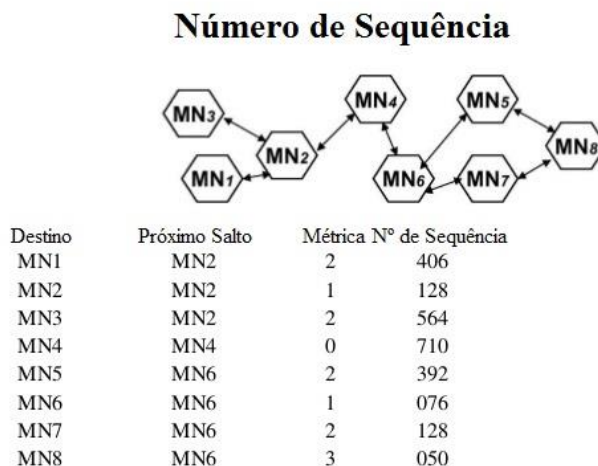 Número de Sequência
MN3
MN4
MN5
MN2
MN8
MN1
MN6
MN7
Destino Próximo Salto Métrica Nº de Sequência
MN1 MN2 2 406
MN2 MN2 1 128
MN3 MN2 2 564
MN4 MN4 0 710
MN5 MN6 2 392
MN6 MN6 1 076
MN7 MN6 2 128
MN8 MN6 3 050